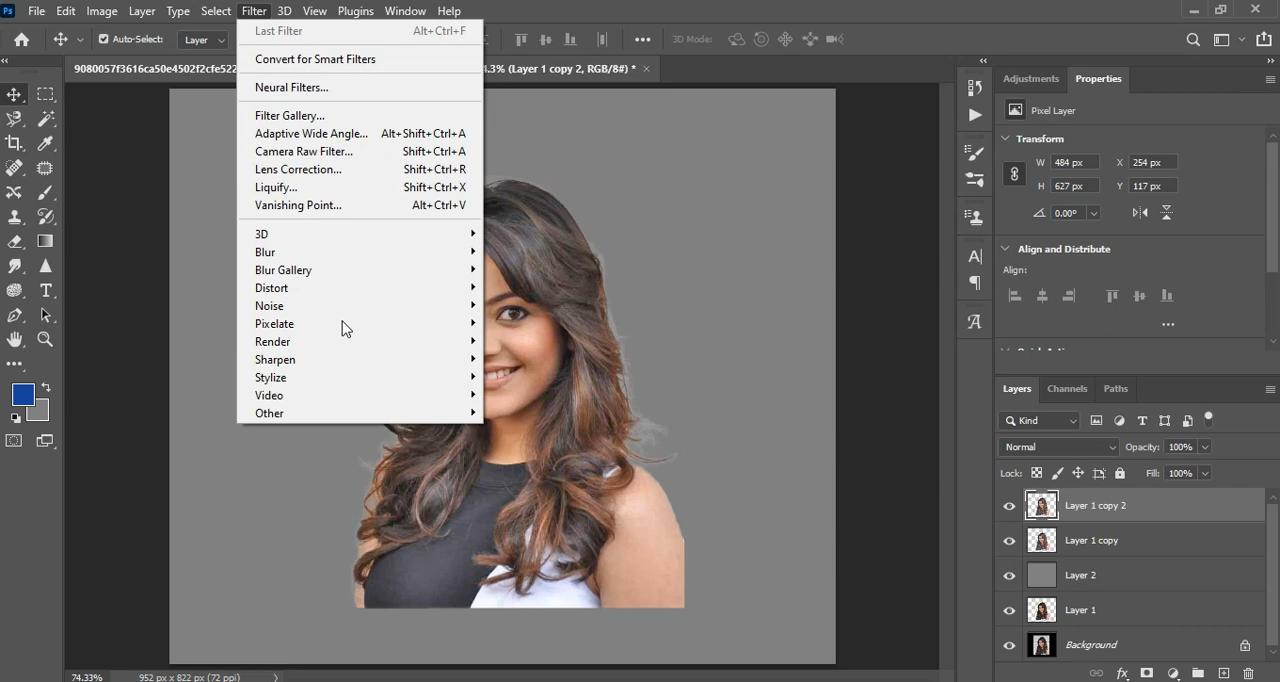 Ps File Edit Image Layer Type Select Filter 3D View Plugins Window Help
Auto-Select: Layer 3D Mode:
9080057f3616ca50e4502f2cfe522 .3% (Layer 1 copy 2, RGB/8#) *
Last Filter Alt+Ctrl+F
Convert for Smart Filters
Neural Filters...
Filter Gallery...
Adaptive Wide Angle... Alt+Shift+Ctrl+A
Camera Raw Filter... Shift+Ctrl+A
Lens Correction... Shift+Ctrl+R
Liquify... Shift+Ctrl+X
Vanishing Point... Alt+Ctrl+V
3D
Blur
Blur Gallery
Distort
Noise
Pixelate
Render
Sharpen
Stylize
Video
Other
Adjustments Properties
Pixel Layer
Transform
W 484 px X 254 px
H 627 px Y 117 px
0.00°
Align and Distribute
Align:
Layers Channels Paths
Kind
Normal Opacity: 100%
Lock: Fill: 100%
Layer 1 copy 2
Layer 1 copy
Layer 2
Layer 1
Background
74.33% 952 px x 822 px (72 ppi)